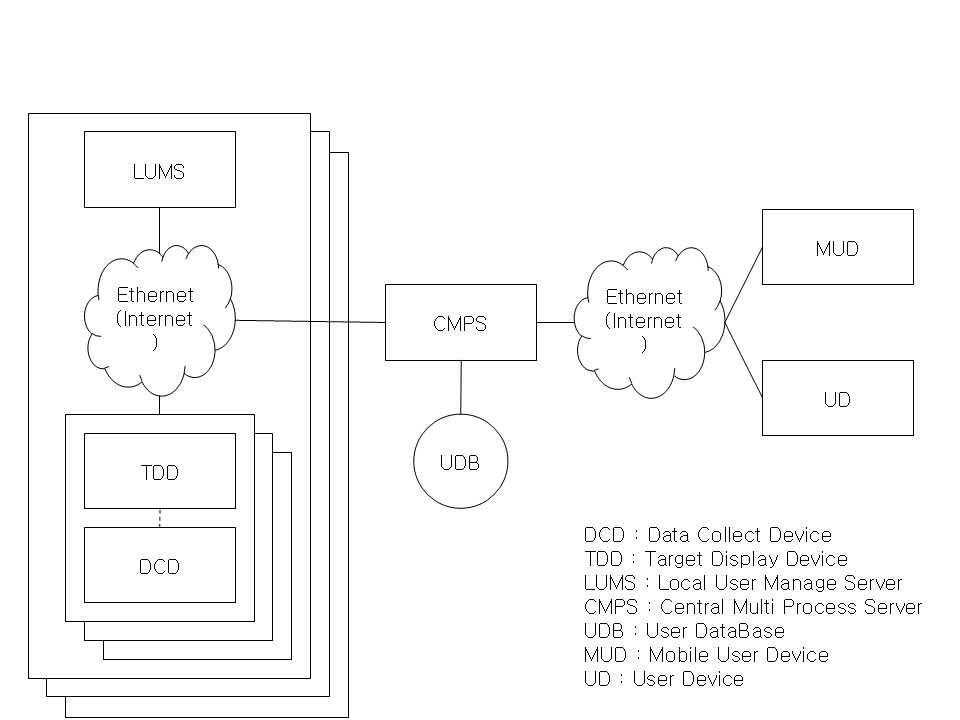 LUMS
Ethernet
(Internet
)
TDD
DCD
CMPS
UDB
Ethernet
(Internet
)
MUD
UD
DCD : Data Collect Device
TDD : Target Display Device
LUMS : Local User Manage Server
CMPS : Central Multi Process Server
UDB : User DataBase
MUD : Mobile User Device
UD : User Device